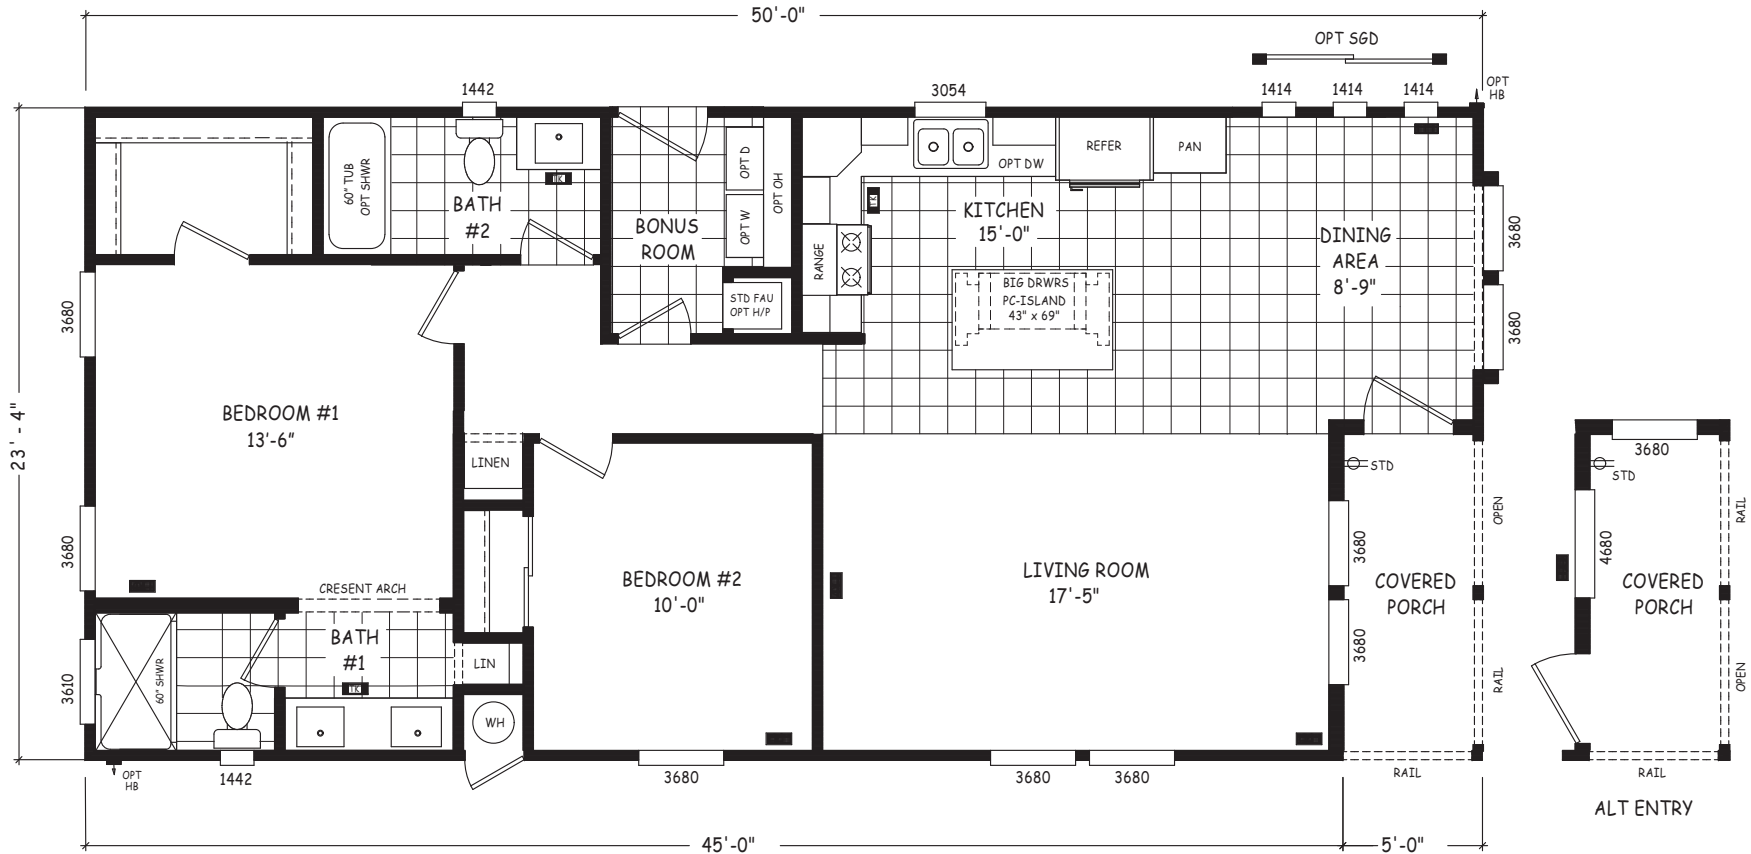 50'-0"
OPT SGD
1442
3054
1414
1414
1414
OPT
HB
60" TUB
OPT SHWR
BATH
#2
TK
BONUS
ROOM
OPT D
OPT W
OPT OH
STD FAU
OPT H/P
OPT DW
REFER
PAN
TK
KITCHEN
15'-0"
RANGE
BIG DRWRS
PC-ISLAND
43" x 69"
DINING
AREA
8'-9"
3680
3680
3680
23'-4"
BEDROOM #1
13'-6"
LINEN
3680
CRESENT ARCH
BATH
#1
TK
LIN
60" SHWR
3610
WH
BEDROOM #2
10'-0"
LIVING ROOM
17'-5"
STD
OPEN
3680
3680
COVERED
PORCH
RAIL
RAIL
OPT
HB
1442
3680
3680
3680
45'-0"
5'-0"
3680
STD
RAIL
4680
COVERED
PORCH
OPEN
RAIL
ALT ENTRY